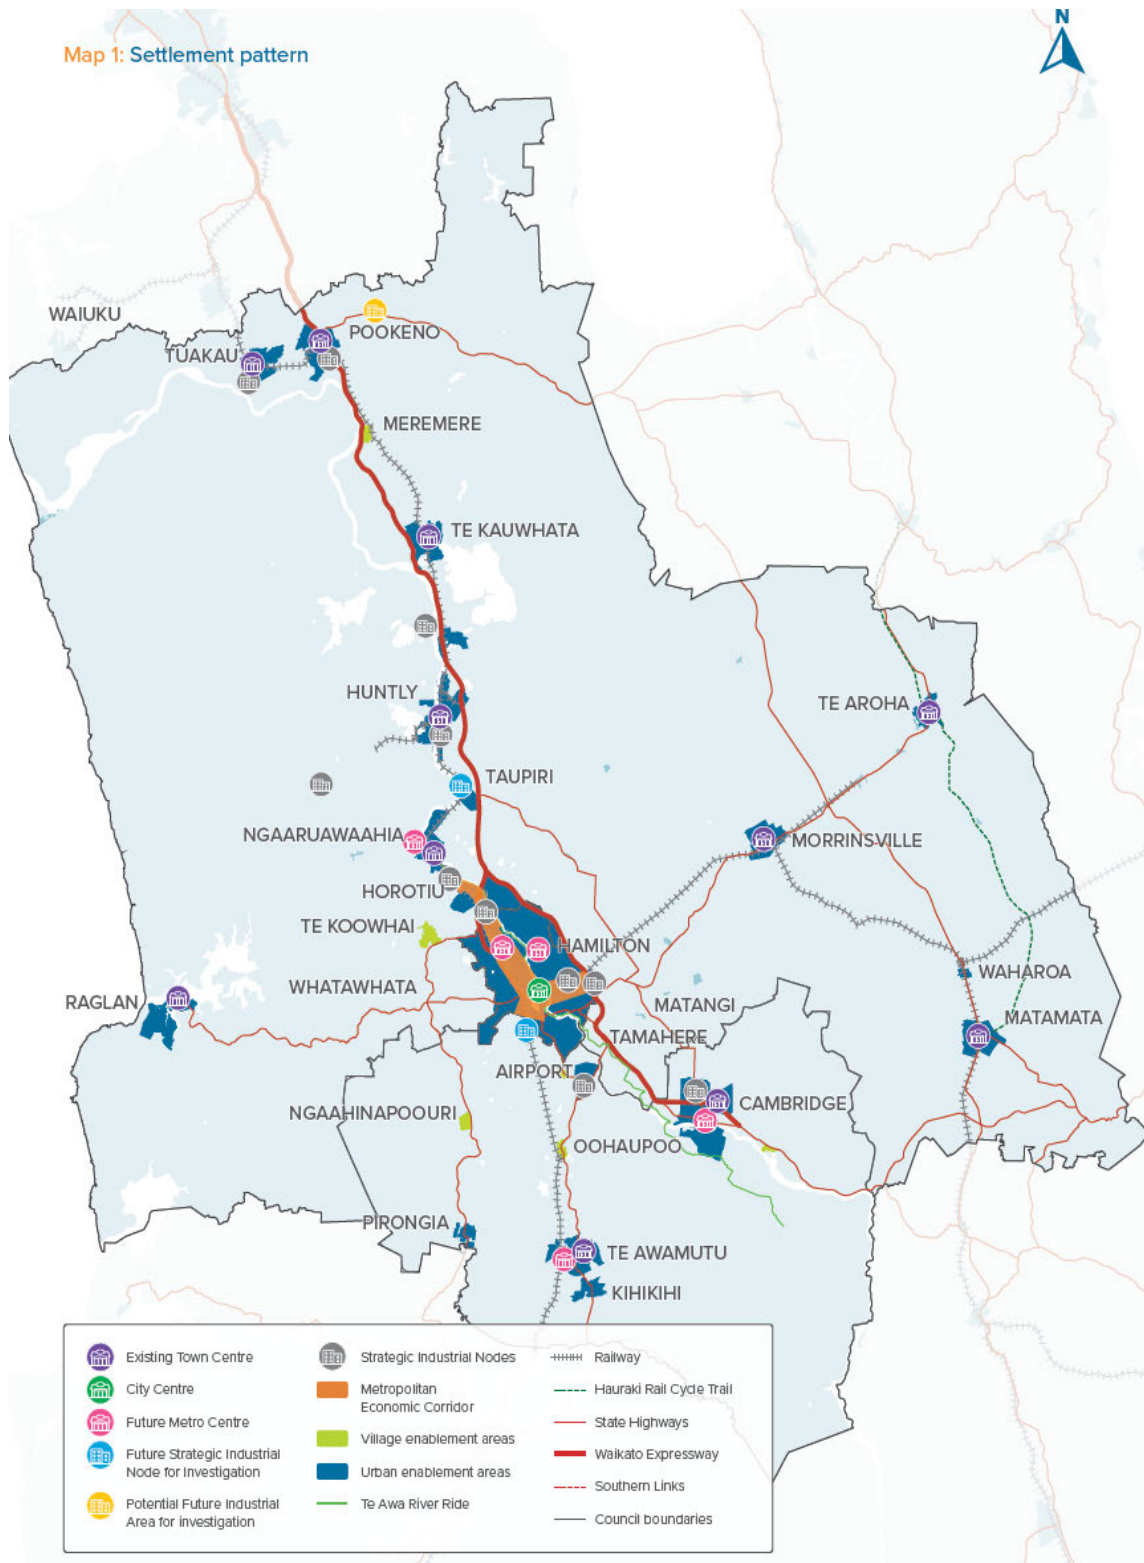 N
Map 1: Settlement pattern
WAIUKU
POOKENO
TUAKAU
MEREMERE
TE KAUWHATA
HUNTLY
TE AROHA
TAUPIRI
NGAARUAWAAHIA
MORRINSVILLE
HOROTIU
TE KOOWHAI
HAMILTON
WHATAWHATA
WAHAROA
RAGLAN
MATANGI
MATAMATA
TAMAHERE
AIRPORT
CAMBRIDGE
NGAAHINAPOOURI
OOHAUPOO
PIRONGIA
TE AWAMUTU
KIHIKIHI
Existing Town Centre
City Centre
Future Metro Centre
Future Strategic Industrial
Node for Investigation
Potential Future Industrial
Area for investigation
Strategic Industrial Nodes
Metropolitan
Economic Corridor
Village enablement areas
Urban enablement areas
Te Awa River Ride
Railway
Hauraki Rail Cycle Trail
State Highways
Waikato Expressway
Southern Links
Council boundaries